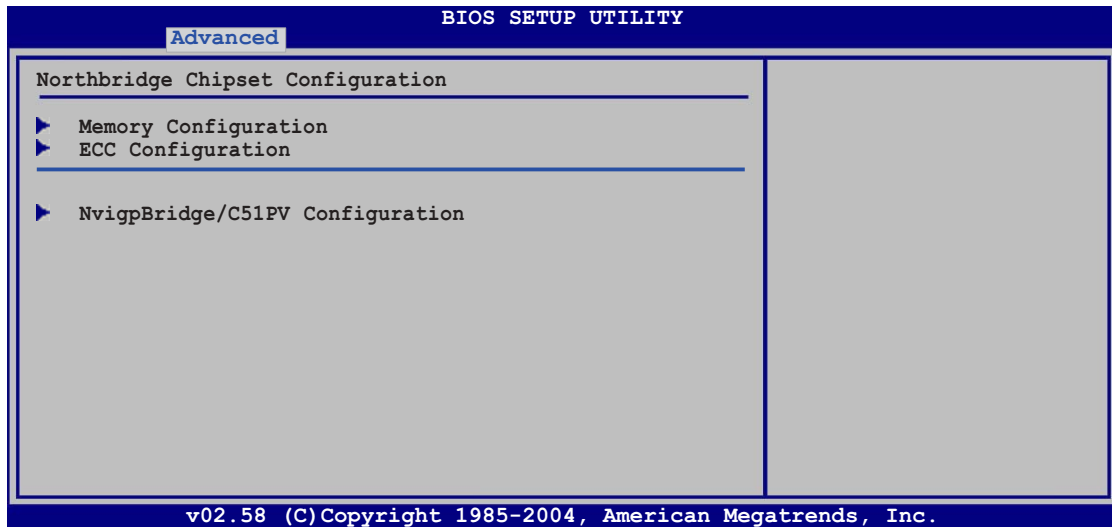 BIOS SETUP UTILITY
Advanced
Northbridge Chipset Configuration
Memory Configuration
ECC Configuration
NvigpBridge/C51PV Configuration
v02.58 (C)Copyright 1985-2004, American Megatrends, Inc.